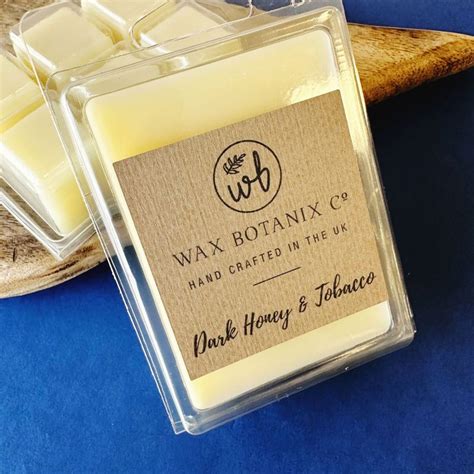 wb
WAX BOTANIX Cº
HAND CRAFTED IN THE UK
Dark Honey & Tobacco